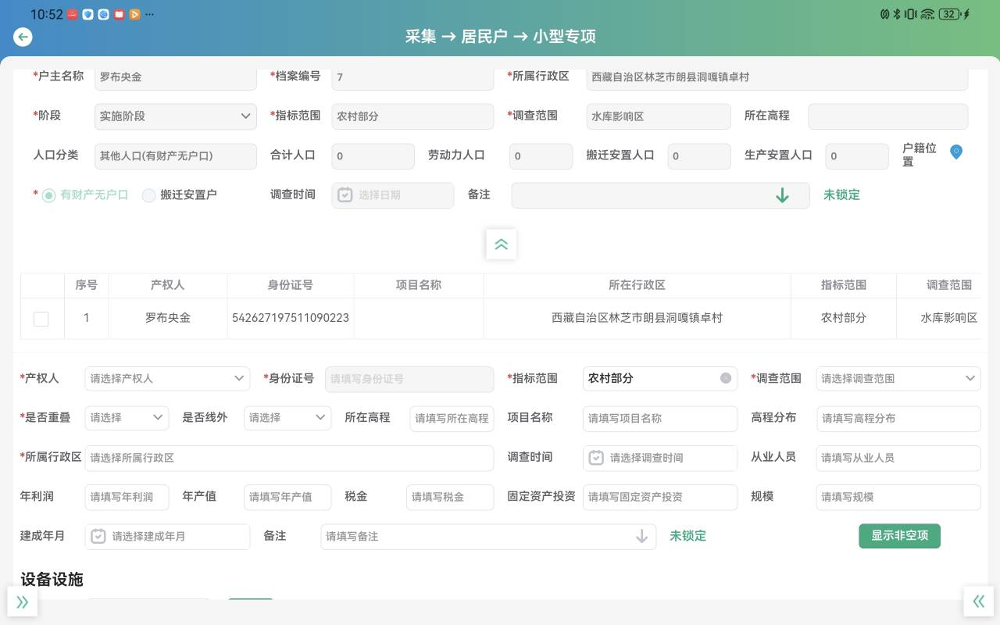 10:52
32
采集 → 居民户 → 小型专项
*户主名称 罗布央金 *档案编号 7 *所属行政区 西藏自治区林芝市朗县洞嘎镇卓村
*阶段 实施阶段 *指标范围 农村部分 *调查范围 水库影响区 所在高程
人口分类 其他人口(有财产无户口) 合计人口 0 劳动力人口 0 搬迁安置人口 0 生产安置人口 0 户籍位置
* 有财产无户口 搬迁安置户 调查时间 选择日期 备注 未锁定
序号 产权人 身份证号 项目名称 所在行政区 指标范围 调查范围
1 罗布央金 542627197511090223 西藏自治区林芝市朗县洞嘎镇卓村 农村部分 水库影响区
*产权人 请选择产权人 *身份证号 请填写身份证号 *指标范围 农村部分 *调查范围 请选择调查范围
*是否重叠 请选择 是否线外 请选择 所在高程 请填写所在高程 项目名称 请填写项目名称 高程分布 请填写高程分布
*所属行政区 请选择所属行政区 调查时间 请选择调查时间 从业人员 请填写从业人员
年利润 请填写年利润 年产值 请填写年产值 税金 请填写税金 固定资产投资 请填写固定资产投资 规模 请填写规模
建成年月 请选择建成年月 备注 请填写备注 未锁定 显示非空项
设备设施